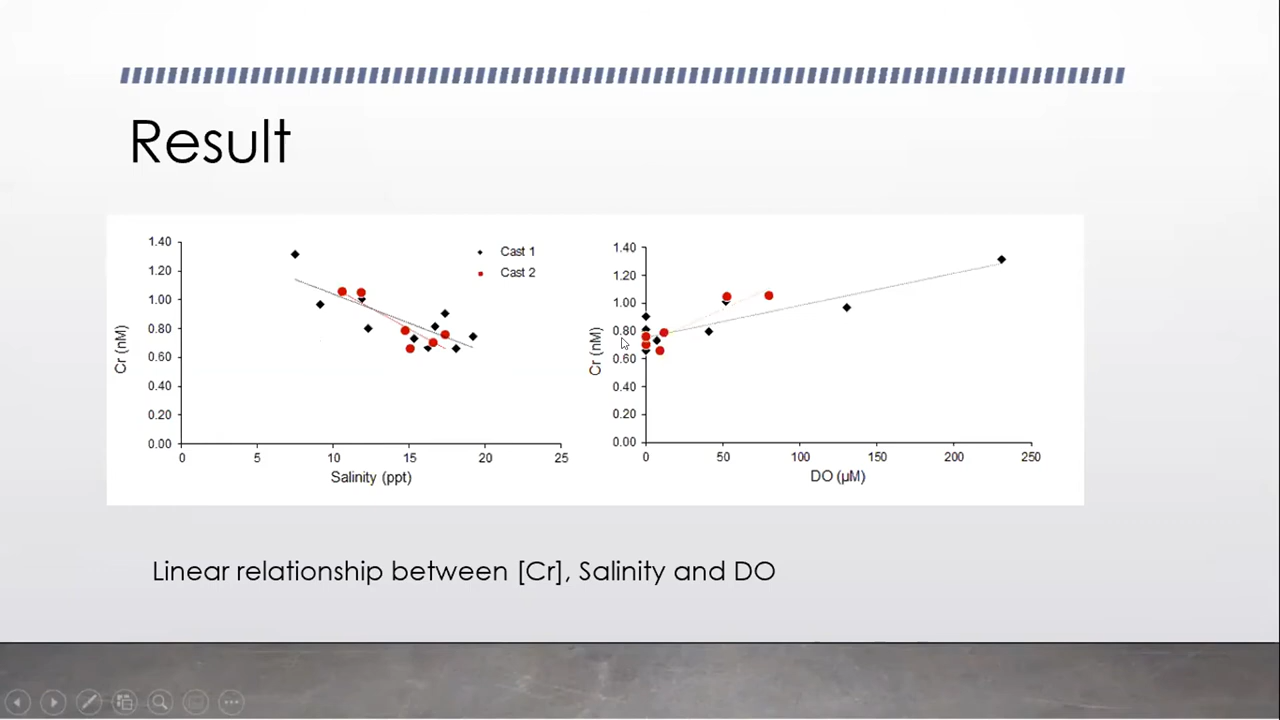 Result
1.40
1.20
1.00
0.80
0.60
0.40
0.20
0.00
Cr (nM)
0 5 10 15 20 25
Salinity (ppt)
Cast 1
Cast 2
1.40
1.20
1.00
0.80
0.60
0.40
0.20
0.00
Cr (nM)
0 50 100 150 200 250
DO (µM)
Linear relationship between [Cr], Salinity and DO